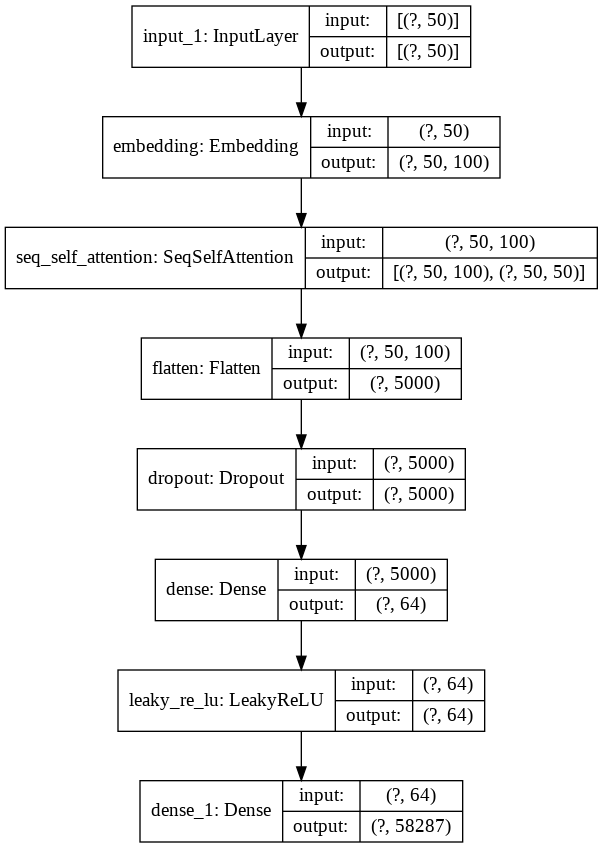 input_1: InputLayer
input:
[(?, 50)]
output:
[(?, 50)]
embedding: Embedding
input:
(?, 50)
output:
(?, 50, 100)
seq_self_attention: SeqSelfAttention
input:
(?, 50, 100)
output:
[(?, 50, 100), (?, 50, 50)]
flatten: Flatten
input:
(?, 50, 100)
output:
(?, 5000)
dropout: Dropout
input:
(?, 5000)
output:
(?, 5000)
dense: Dense
input:
(?, 5000)
output:
(?, 64)
leaky_re_lu: LeakyReLU
input:
(?, 64)
output:
(?, 64)
dense_1: Dense
input:
(?, 64)
output:
(?, 58287)